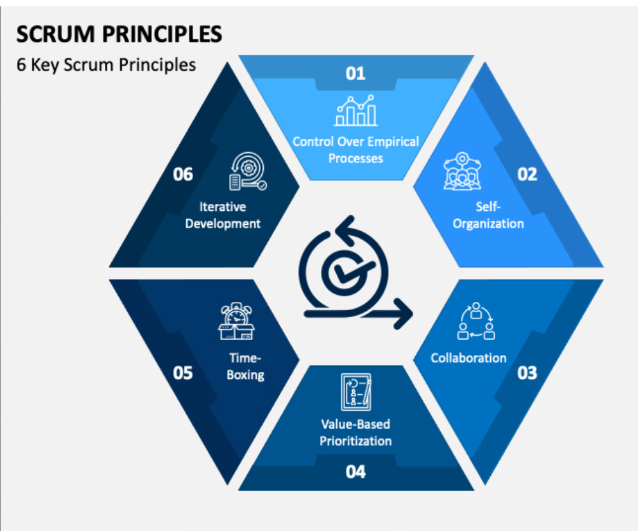 SCRUM PRINCIPLES
6 Key Scrum Principles
01
Control Over Empirical
Processes
02
Self-
Organization
03
Collaboration
04
Value-Based
Prioritization
05
Time-
Boxing
06
Iterative
Development